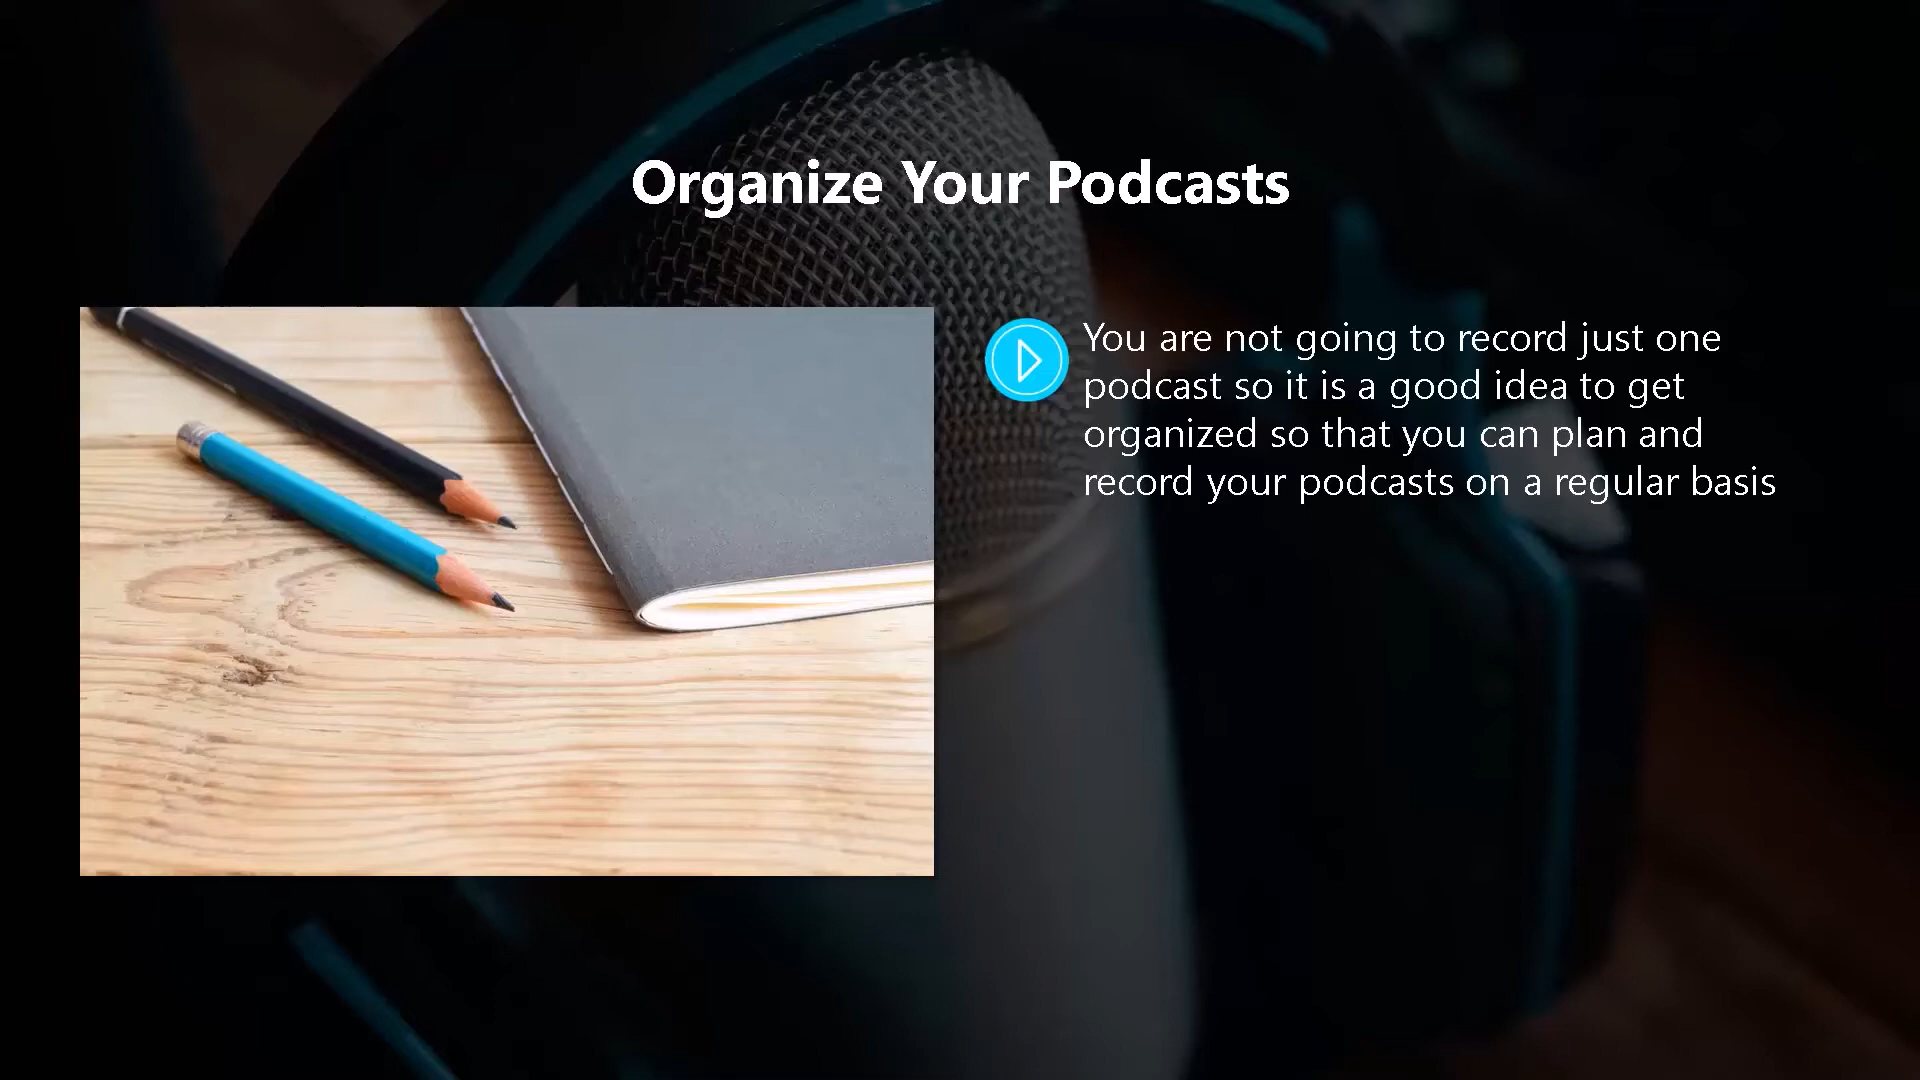 Organize Your Podcasts
You are not going to record just one
podcast so it is a good idea to get
organized so that you can plan and
record your podcasts on a regular basis